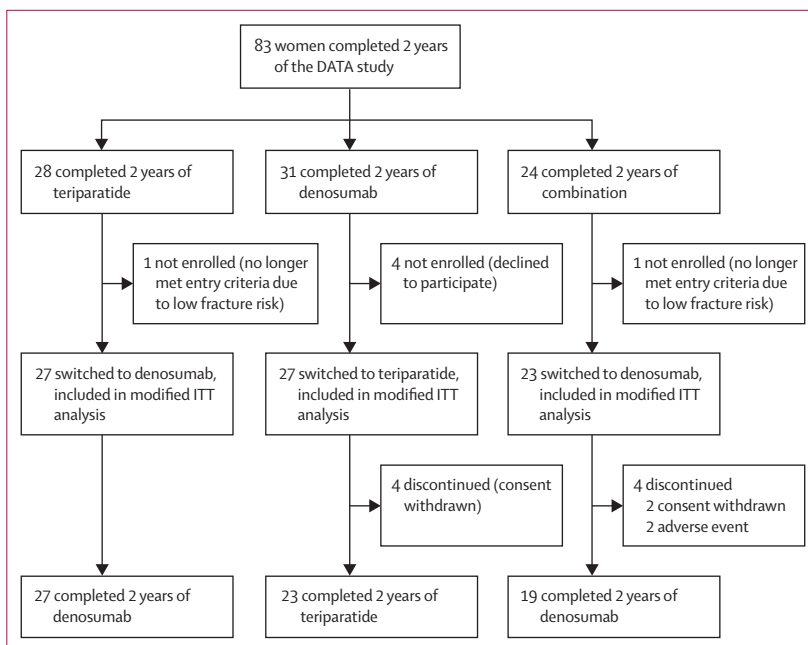 83 women completed 2 years
of the DATA study
28 completed 2 years of
teriparatide
31 completed 2 years of
denosumab
24 completed 2 years of
combination
1 not enrolled (no longer
met entry criteria due
to low fracture risk)
4 not enrolled (declined
to participate)
1 not enrolled (no longer
met entry criteria due
to low fracture risk)
27 switched to denosumab,
included in modified ITT
analysis
27 switched to teriparatide,
included in modified ITT
analysis
23 switched to denosumab,
included in modified ITT
analysis
4 discontinued (consent
withdrawn)
4 discontinued
2 consent withdrawn
2 adverse event
27 completed 2 years of
denosumab
23 completed 2 years of
teriparatide
19 completed 2 years of
denosumab